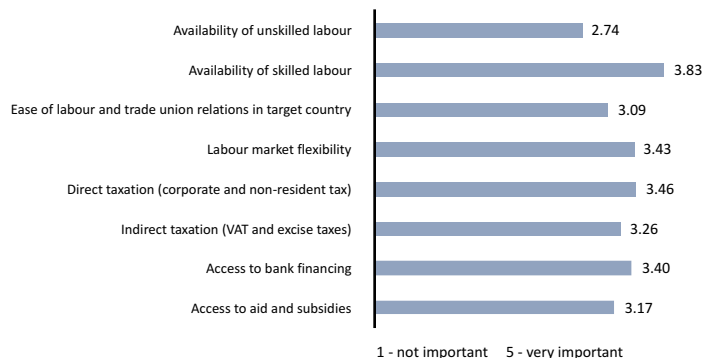 Availability of unskilled labour 2.74
Availability of skilled labour 3.83
Ease of labour and trade union relations in target country 3.09
Labour market flexibility 3.43
Direct taxation (corporate and non-resident tax) 3.46
Indirect taxation (VAT and excise taxes) 3.26
Access to bank financing 3.40
Access to aid and subsidies 3.17
1 - not important 5 - very important